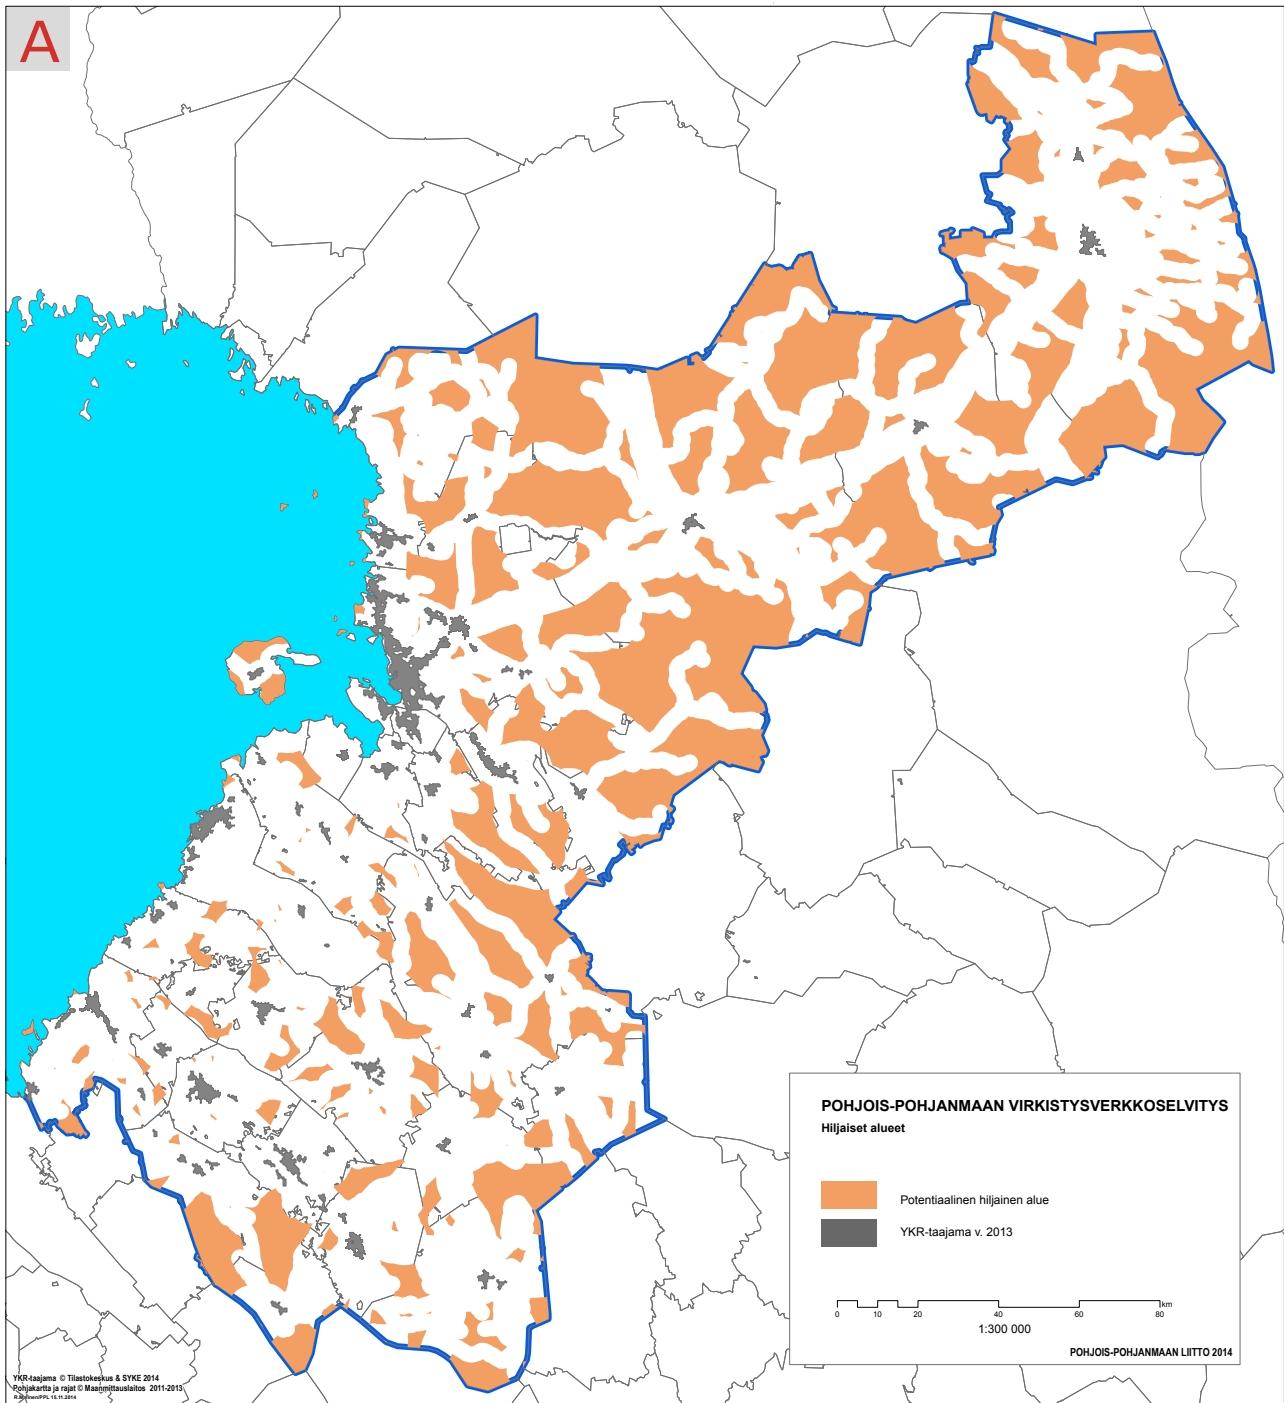 A
POHJOIS-POHJANMAAN VIRKISTYSVERKKOSELVITYS
Hiljaiset alueet
Potentiaalinen hiljainen alue
YKR-taajama v. 2013
0 10 20 40 60 80 km
1:300 000
POHJOIS-POHJANMAAN LIITTO 2014
YKR-taajama © Tilastokeskus & SYKE 2014
Pohjakartta ja rajat © Maanmittauslaitos 2011-2013